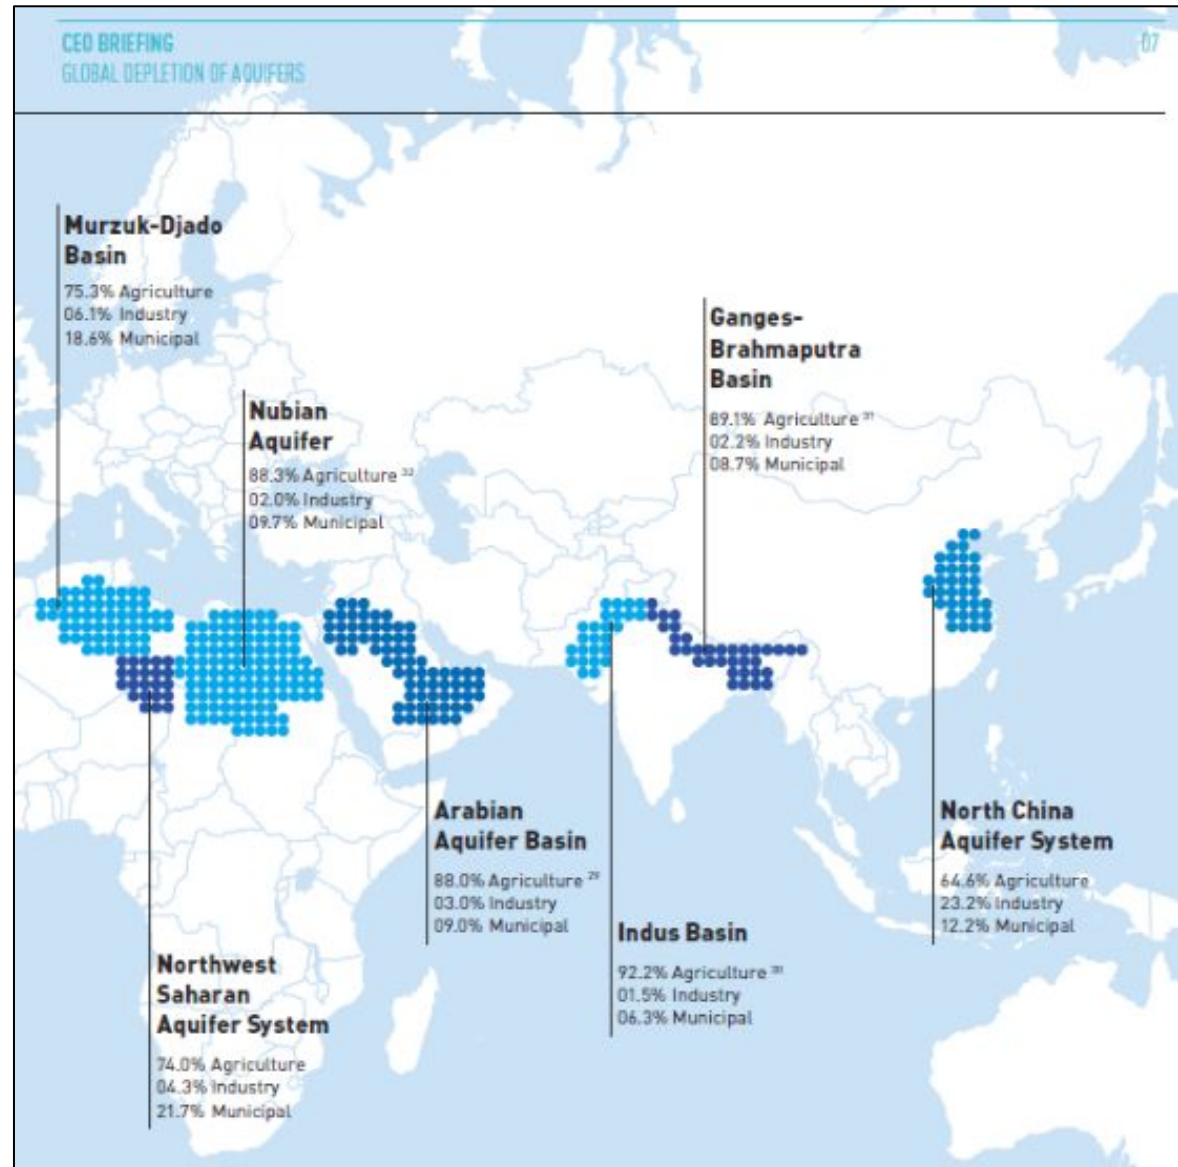 CEO BRIEFING
07
GLOBAL DEPLETION OF AQUIFERS
Murzuk-Djado
Basin
75.3% Agriculture
06.1% Industry
18.6% Municipal
Nubian
Aquifer
88.3% Agriculture 32
02.0% Industry
09.7% Municipal
Ganges-
Brahmaputra
Basin
89.1% Agriculture 31
02.2% Industry
08.7% Municipal
Arabian
Aquifer Basin
88.0% Agriculture 29
03.0% Industry
09.0% Municipal
North China
Aquifer System
64.6% Agriculture
23.2% Industry
12.2% Municipal
Indus Basin
92.2% Agriculture 30
01.5% Industry
06.3% Municipal
Northwest
Saharan
Aquifer System
74.0% Agriculture
04.3% Industry
21.7% Municipal